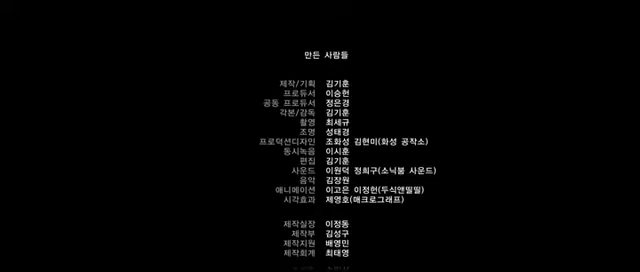 만든 사람들
제작/기획 김기훈
프로듀서 이승헌
공동 프로듀서 정은경
각본/감독 김기훈
촬영 최세규
조명 성태경
프로덕션디자인 조화성 김현미(화성 공작소)
동시녹음 이시훈
편집 김기훈
사운드 이원덕 정희구(소닉붐 사운드)
음악 김장원
애니메이션 이고은 이정헌(두식앤띨띨)
시각효과 제영호(매크로그래프)
제작실장 이정동
제작부 김성구
제작지원 배영민
제작회계 최태영